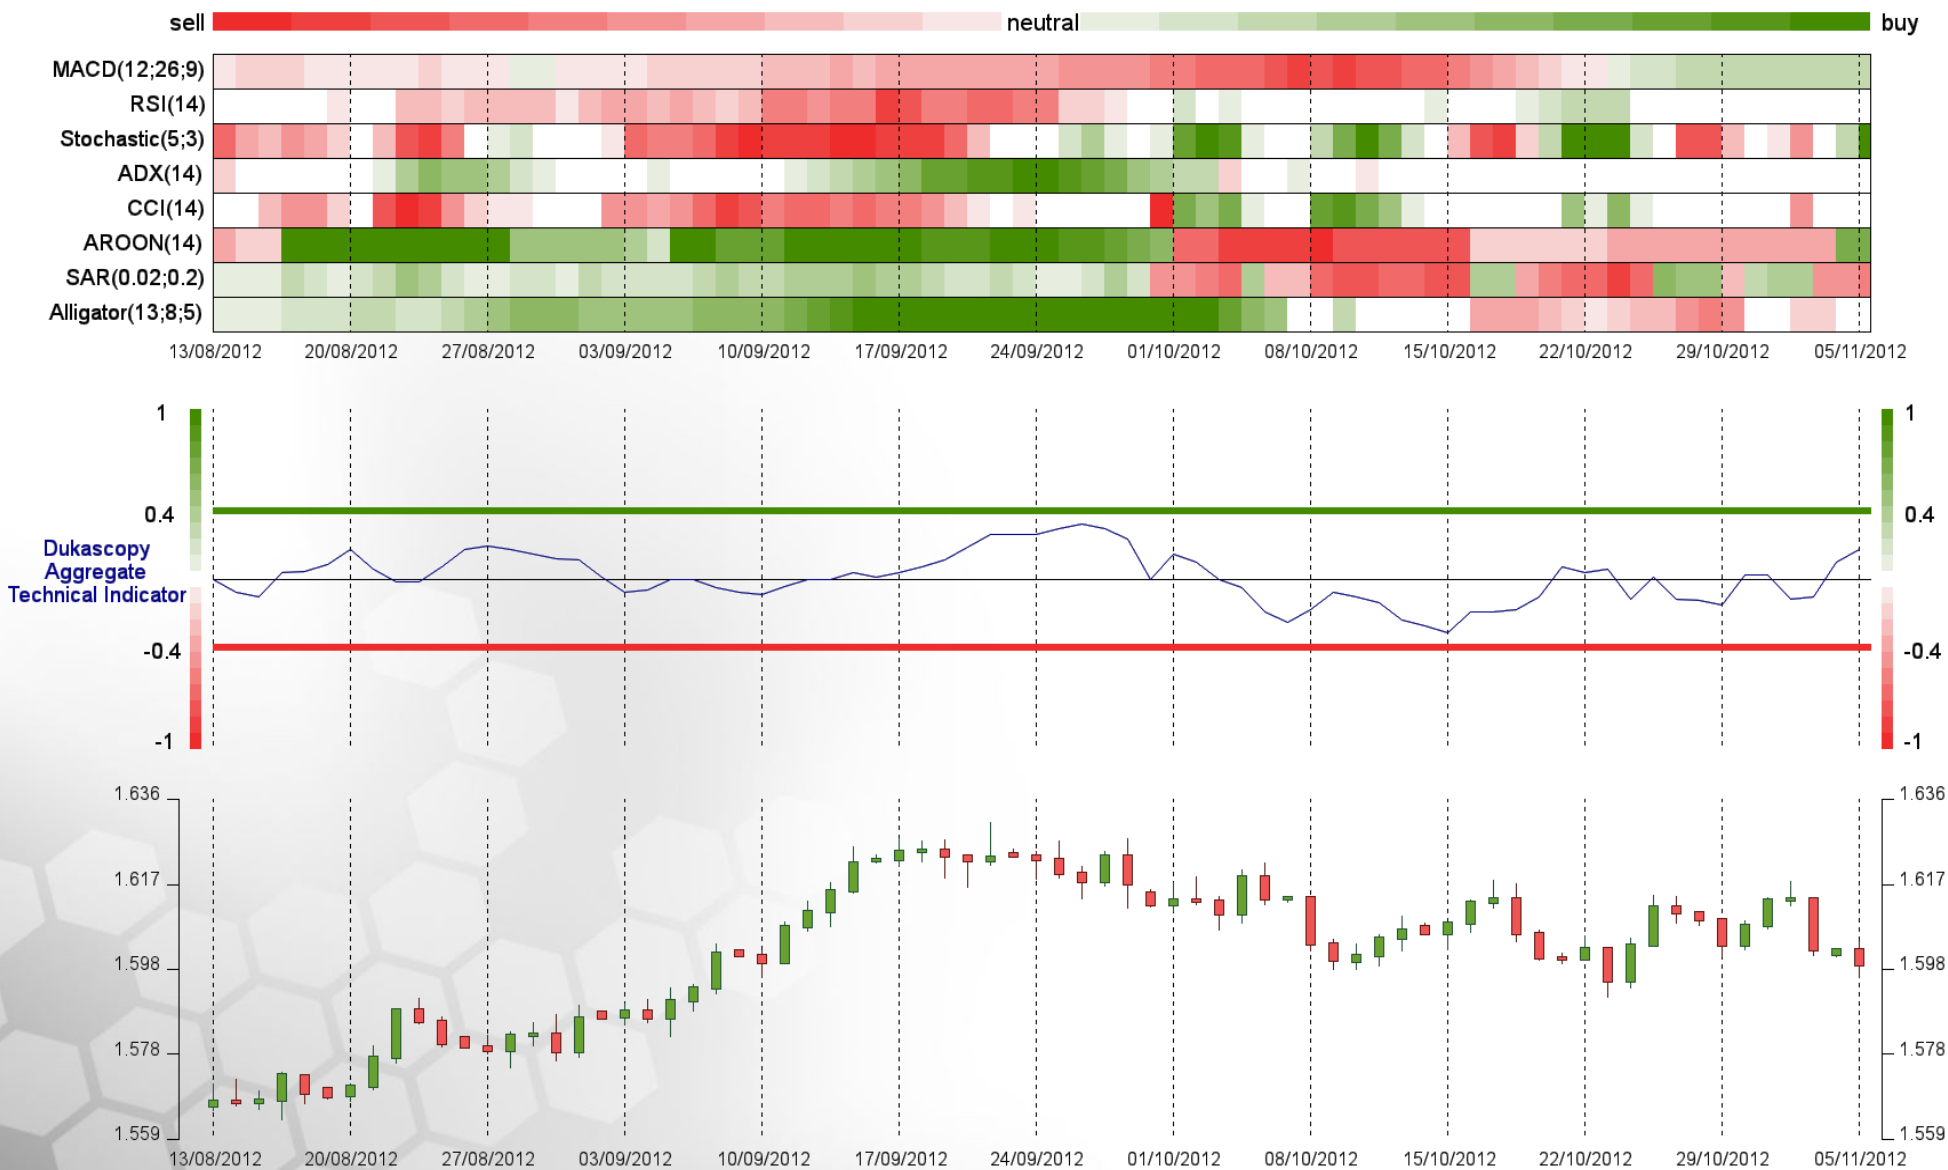 sell neutral buy
MACD(12;26;9)
RSI(14)
Stochastic(5;3)
ADX(14)
CCI(14)
AROON(14)
SAR(0.02;0.2)
Alligator(13;8;5)
13/08/2012 20/08/2012 27/08/2012 03/09/2012 10/09/2012 17/09/2012 24/09/2012 01/10/2012 08/10/2012 15/10/2012 22/10/2012 29/10/2012 05/11/2012
1 1
0.4 0.4
Dukascopy
Aggregate
Technical Indicator
-0.4 -0.4
-1 -1
1.636 1.636
1.617 1.617
1.598 1.598
1.578 1.578
1.559 1.559
13/08/2012 20/08/2012 27/08/2012 03/09/2012 10/09/2012 17/09/2012 24/09/2012 01/10/2012 08/10/2012 15/10/2012 22/10/2012 29/10/2012 05/11/2012